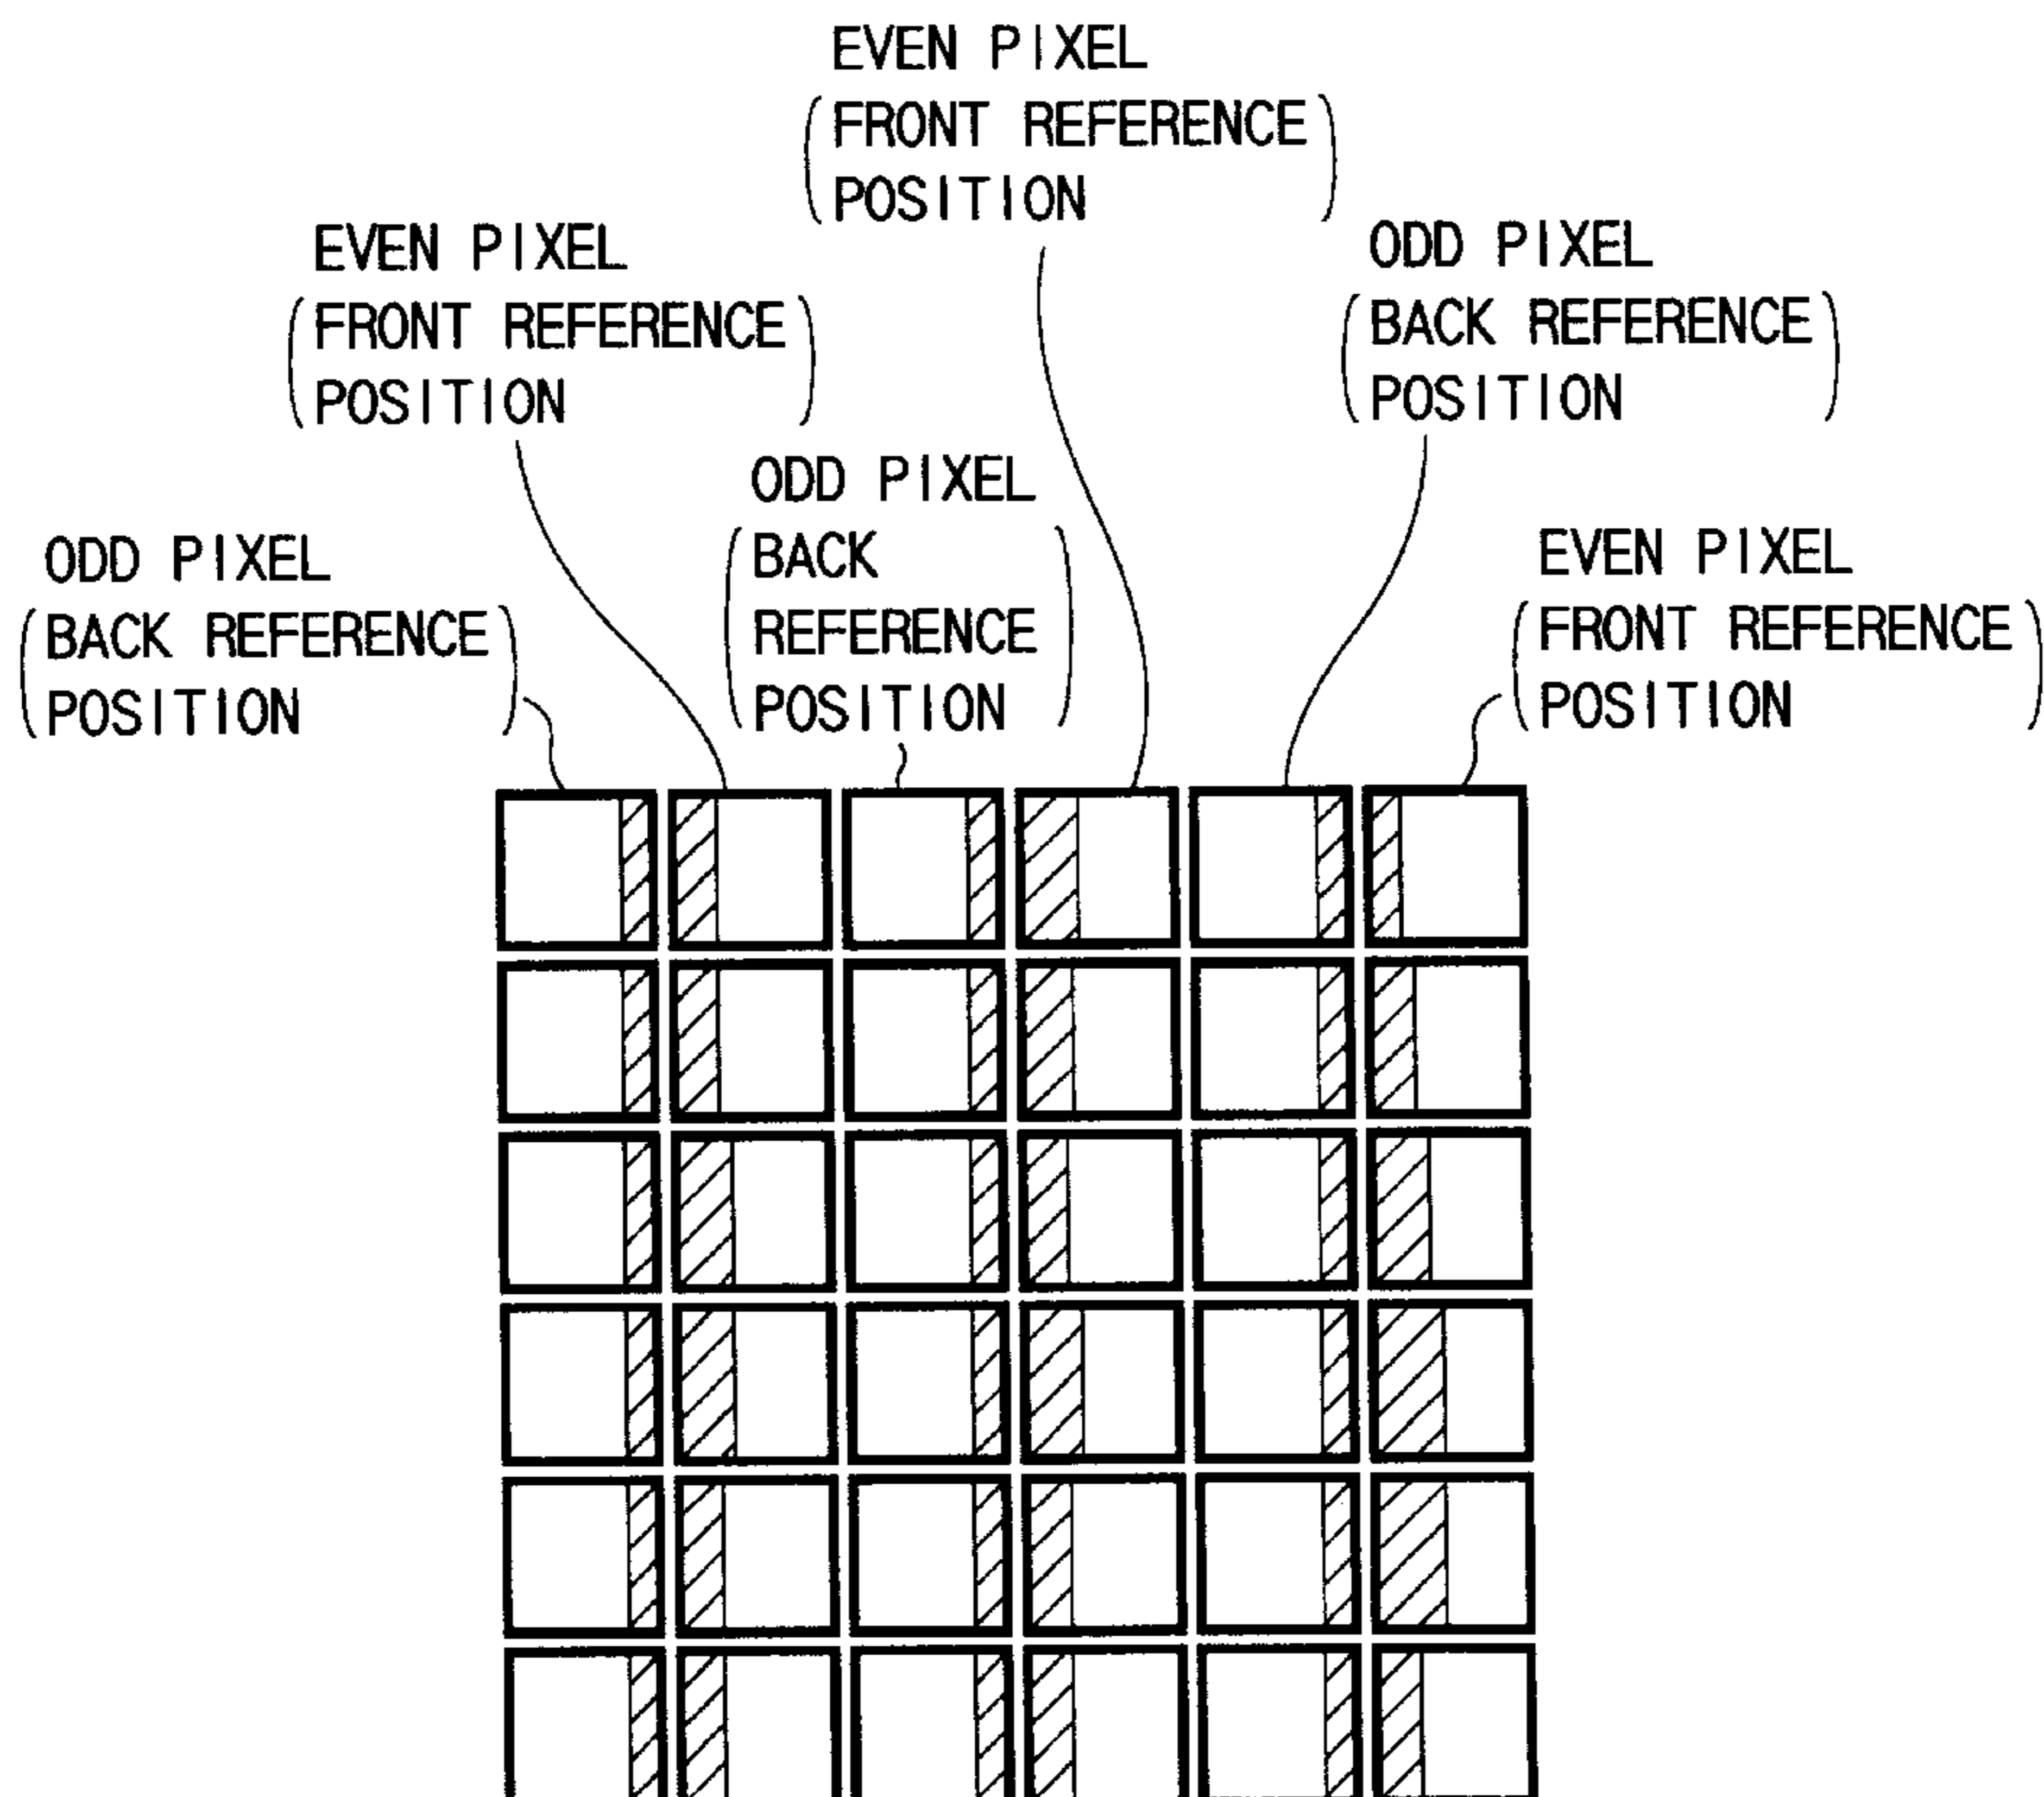 EVEN PIXEL
(FRONT REFERENCE
POSITION)
EVEN PIXEL
(FRONT REFERENCE
POSITION)
ODD PIXEL
(BACK REFERENCE
POSITION)
ODD PIXEL
(BACK
REFERENCE
POSITION)
ODD PIXEL
(BACK REFERENCE
POSITION)
EVEN PIXEL
(FRONT REFERENCE
POSITION)